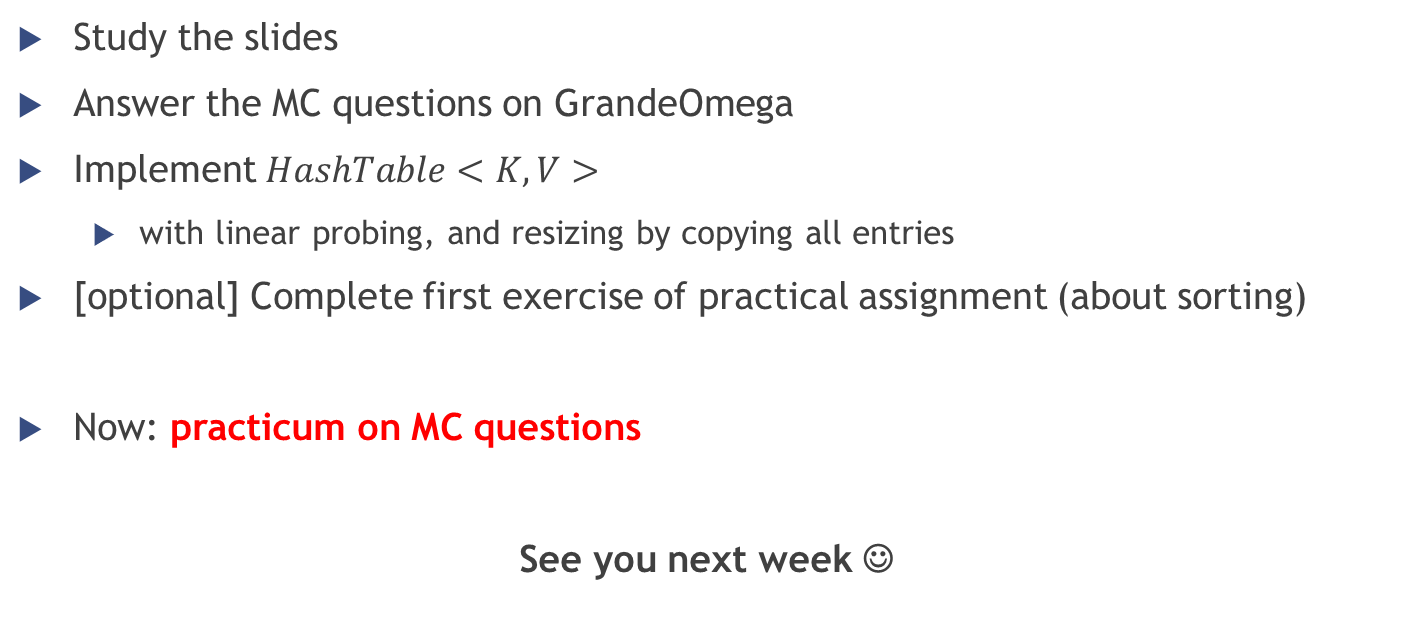 Study the slides
Answer the MC questions on GrandeOmega
Implement HashTable < K, V >
with linear probing, and resizing by copying all entries
[optional] Complete first exercise of practical assignment (about sorting)
Now: practicum on MC questions
See you next week ☺